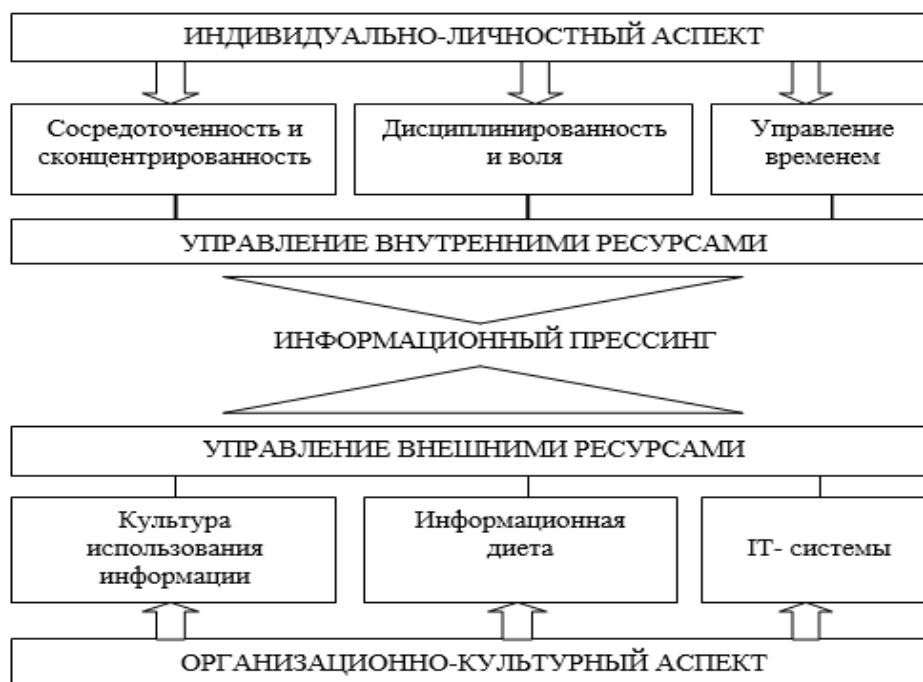 ИНДИВИДУАЛЬНО-ЛИЧНОСТНЫЙ АСПЕКТ
Сосредоточенность и
сконцентрированность
Дисциплинированность
и воля
Управление
временем
УПРАВЛЕНИЕ ВНУТРЕННИМИ РЕСУРСАМИ
ИНФОРМАЦИОННЫЙ ПРЕССИНГ
УПРАВЛЕНИЕ ВНЕШНИМИ РЕСУРСАМИ
Культура
использования
информации
Информационная
диета
IT- системы
ОРГАНИЗАЦИОННО-КУЛЬТУРНЫЙ АСПЕКТ